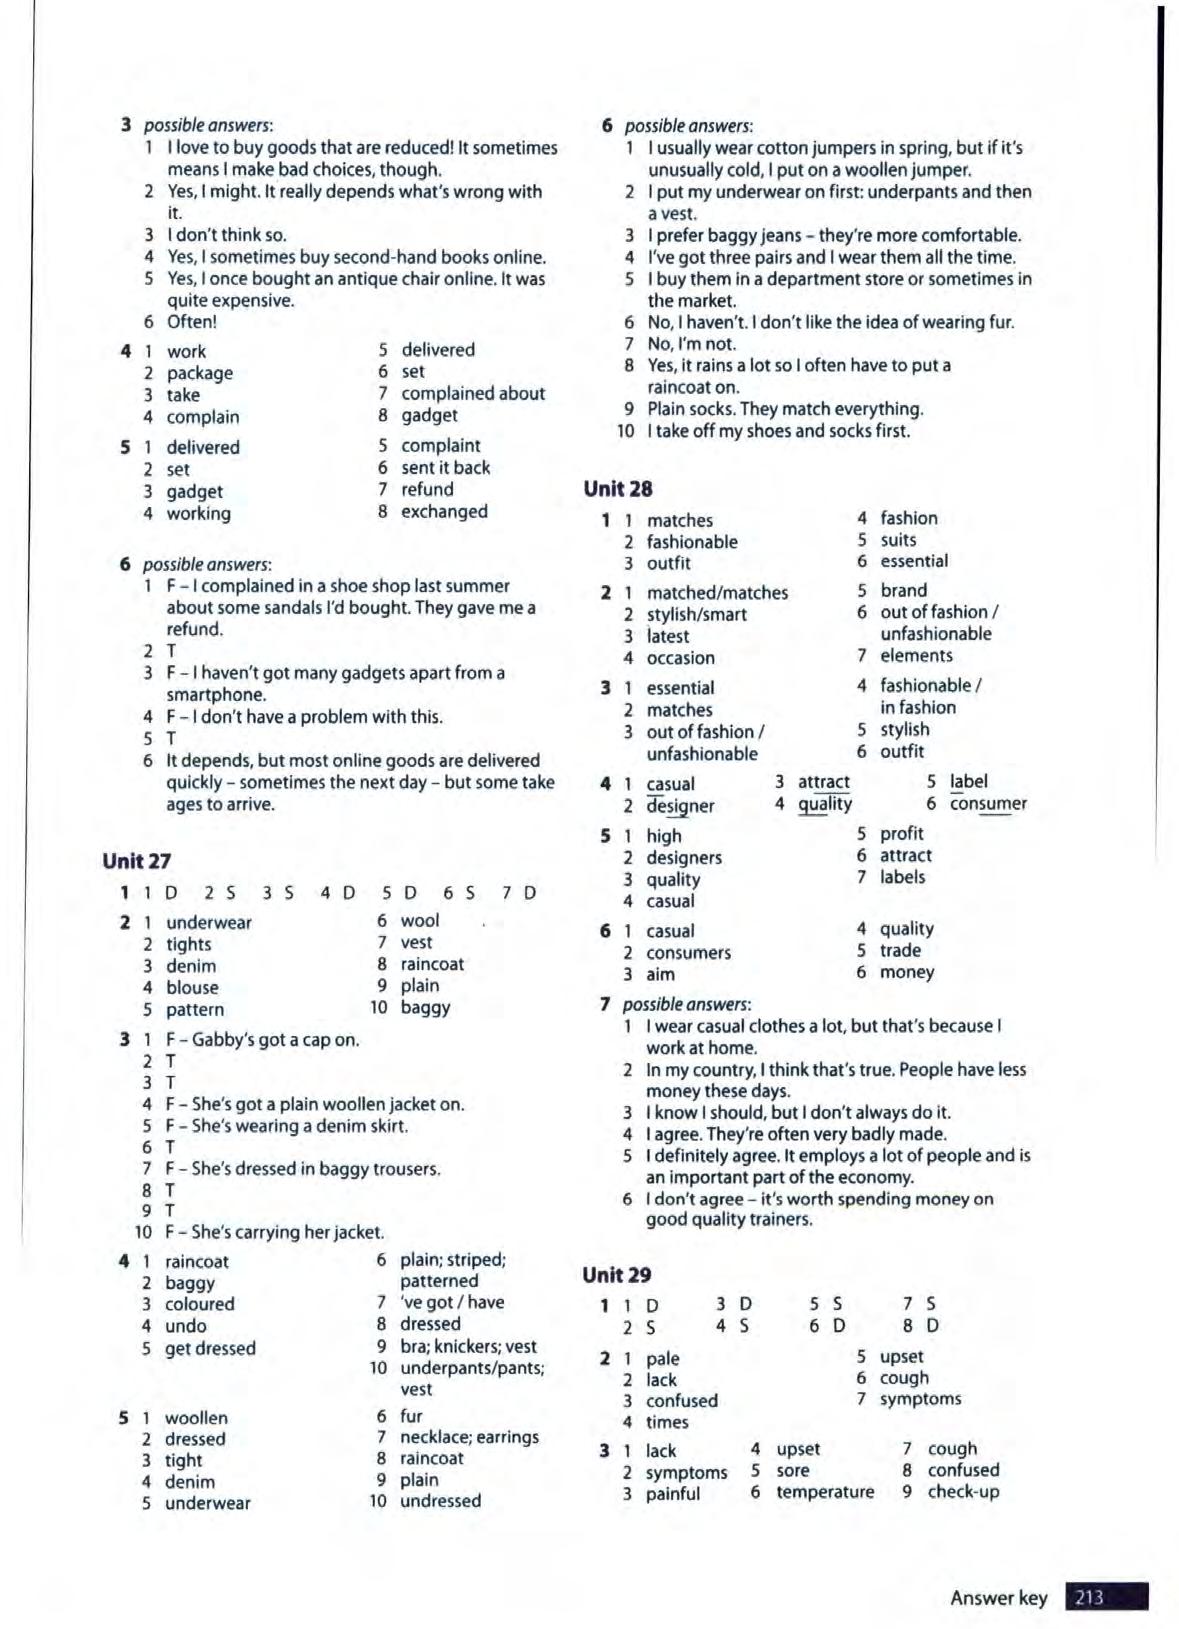 3 possible answers:
1 I love to buy goods that are reduced! It sometimes
means I make bad choices, though.
2 Yes, I might. It really depends what's wrong with
it.
3 I don't think so.
4 Yes, I sometimes buy second-hand books online.
5 Yes, I once bought an antique chair online. It was
quite expensive.
6 Often!
4 1 work 5 delivered
2 package 6 set
3 take 7 complained about
4 complain 8 gadget
5 1 delivered 5 complaint
2 set 6 sent it back
3 gadget 7 refund
4 working 8 exchanged
6 possible answers:
1 F – I complained in a shoe shop last summer
about some sandals I'd bought. They gave me a
refund.
2 T
3 F – I haven't got many gadgets apart from a
smartphone.
4 F – I don't have a problem with this.
5 T
6 It depends, but most online goods are delivered
quickly – sometimes the next day – but some take
ages to arrive.
Unit 27
1 1 D 2 S 3 S 4 D 5 D 6 S 7 D
2 1 underwear 6 wool
2 tights 7 vest
3 denim 8 raincoat
4 blouse 9 plain
5 pattern 10 baggy
3 1 F – Gabby's got a cap on.
2 T
3 T
4 F – She's got a plain woollen jacket on.
5 F – She's wearing a denim skirt.
6 T
7 F – She's dressed in baggy trousers.
8 T
9 T
10 F – She's carrying her jacket.
4 1 raincoat 6 plain; striped;
2 baggy patterned
3 coloured 7 've got / have
4 undo 8 dressed
5 get dressed 9 bra; knickers; vest
10 underpants/pants;
vest
5 1 woollen 6 fur
2 dressed 7 necklace; earrings
3 tight 8 raincoat
4 denim 9 plain
5 underwear 10 undressed
6 possible answers:
1 I usually wear cotton jumpers in spring, but if it's
unusually cold, I put on a woollen jumper.
2 I put my underwear on first: underpants and then
a vest.
3 I prefer baggy jeans – they're more comfortable.
4 I've got three pairs and I wear them all the time.
5 I buy them in a department store or sometimes in
the market.
6 No, I haven't. I don't like the idea of wearing fur.
7 No, I'm not.
8 Yes, it rains a lot so I often have to put a
raincoat on.
9 Plain socks. They match everything.
10 I take off my shoes and socks first.
Unit 28
1 1 matches 4 fashion
2 fashionable 5 suits
3 outfit 6 essential
2 1 matched/matches 5 brand
2 stylish/smart 6 out of fashion /
3 latest unfashionable
4 occasion 7 elements
3 1 essential 4 fashionable /
2 matches in fashion
3 out of fashion / 5 stylish
unfashionable 6 outfit
4 1 casual 3 attract 5 label
2 designer 4 quality 6 consumer
5 1 high 5 profit
2 designers 6 attract
3 quality 7 labels
4 casual
6 1 casual 4 quality
2 consumers 5 trade
3 aim 6 money
7 possible answers:
1 I wear casual clothes a lot, but that's because I
work at home.
2 In my country, I think that's true. People have less
money these days.
3 I know I should, but I don't always do it.
4 I agree. They're often very badly made.
5 I definitely agree. It employs a lot of people and is
an important part of the economy.
6 I don't agree – it's worth spending money on
good quality trainers.
Unit 29
1 1 D 3 D 5 S 7 S
2 S 4 S 6 D 8 D
2 1 pale 5 upset
2 lack 6 cough
3 confused 7 symptoms
4 times
3 1 lack 4 upset 7 cough
2 symptoms 5 sore 8 confused
3 painful 6 temperature 9 check-up
Answer key 213